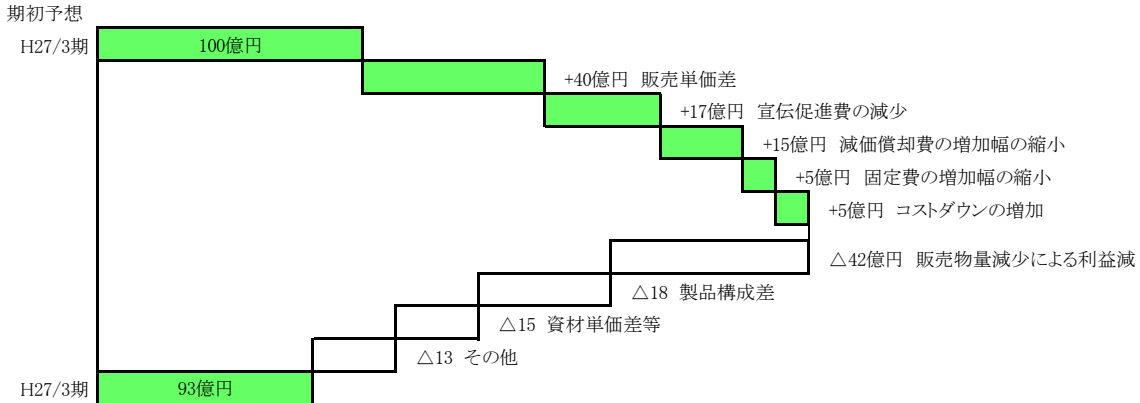 期初予想
H27/3期
100億円
+40億円 販売単価差
+17億円 宣伝促進費の減少
+15億円 減価償却費の増加幅の縮小
+5億円 固定費の増加幅の縮小
+5億円 コストダウンの増加
△42億円 販売物量減少による利益減
△18 製品構成差
△15 資材単価差等
△13 その他
H27/3期
93億円